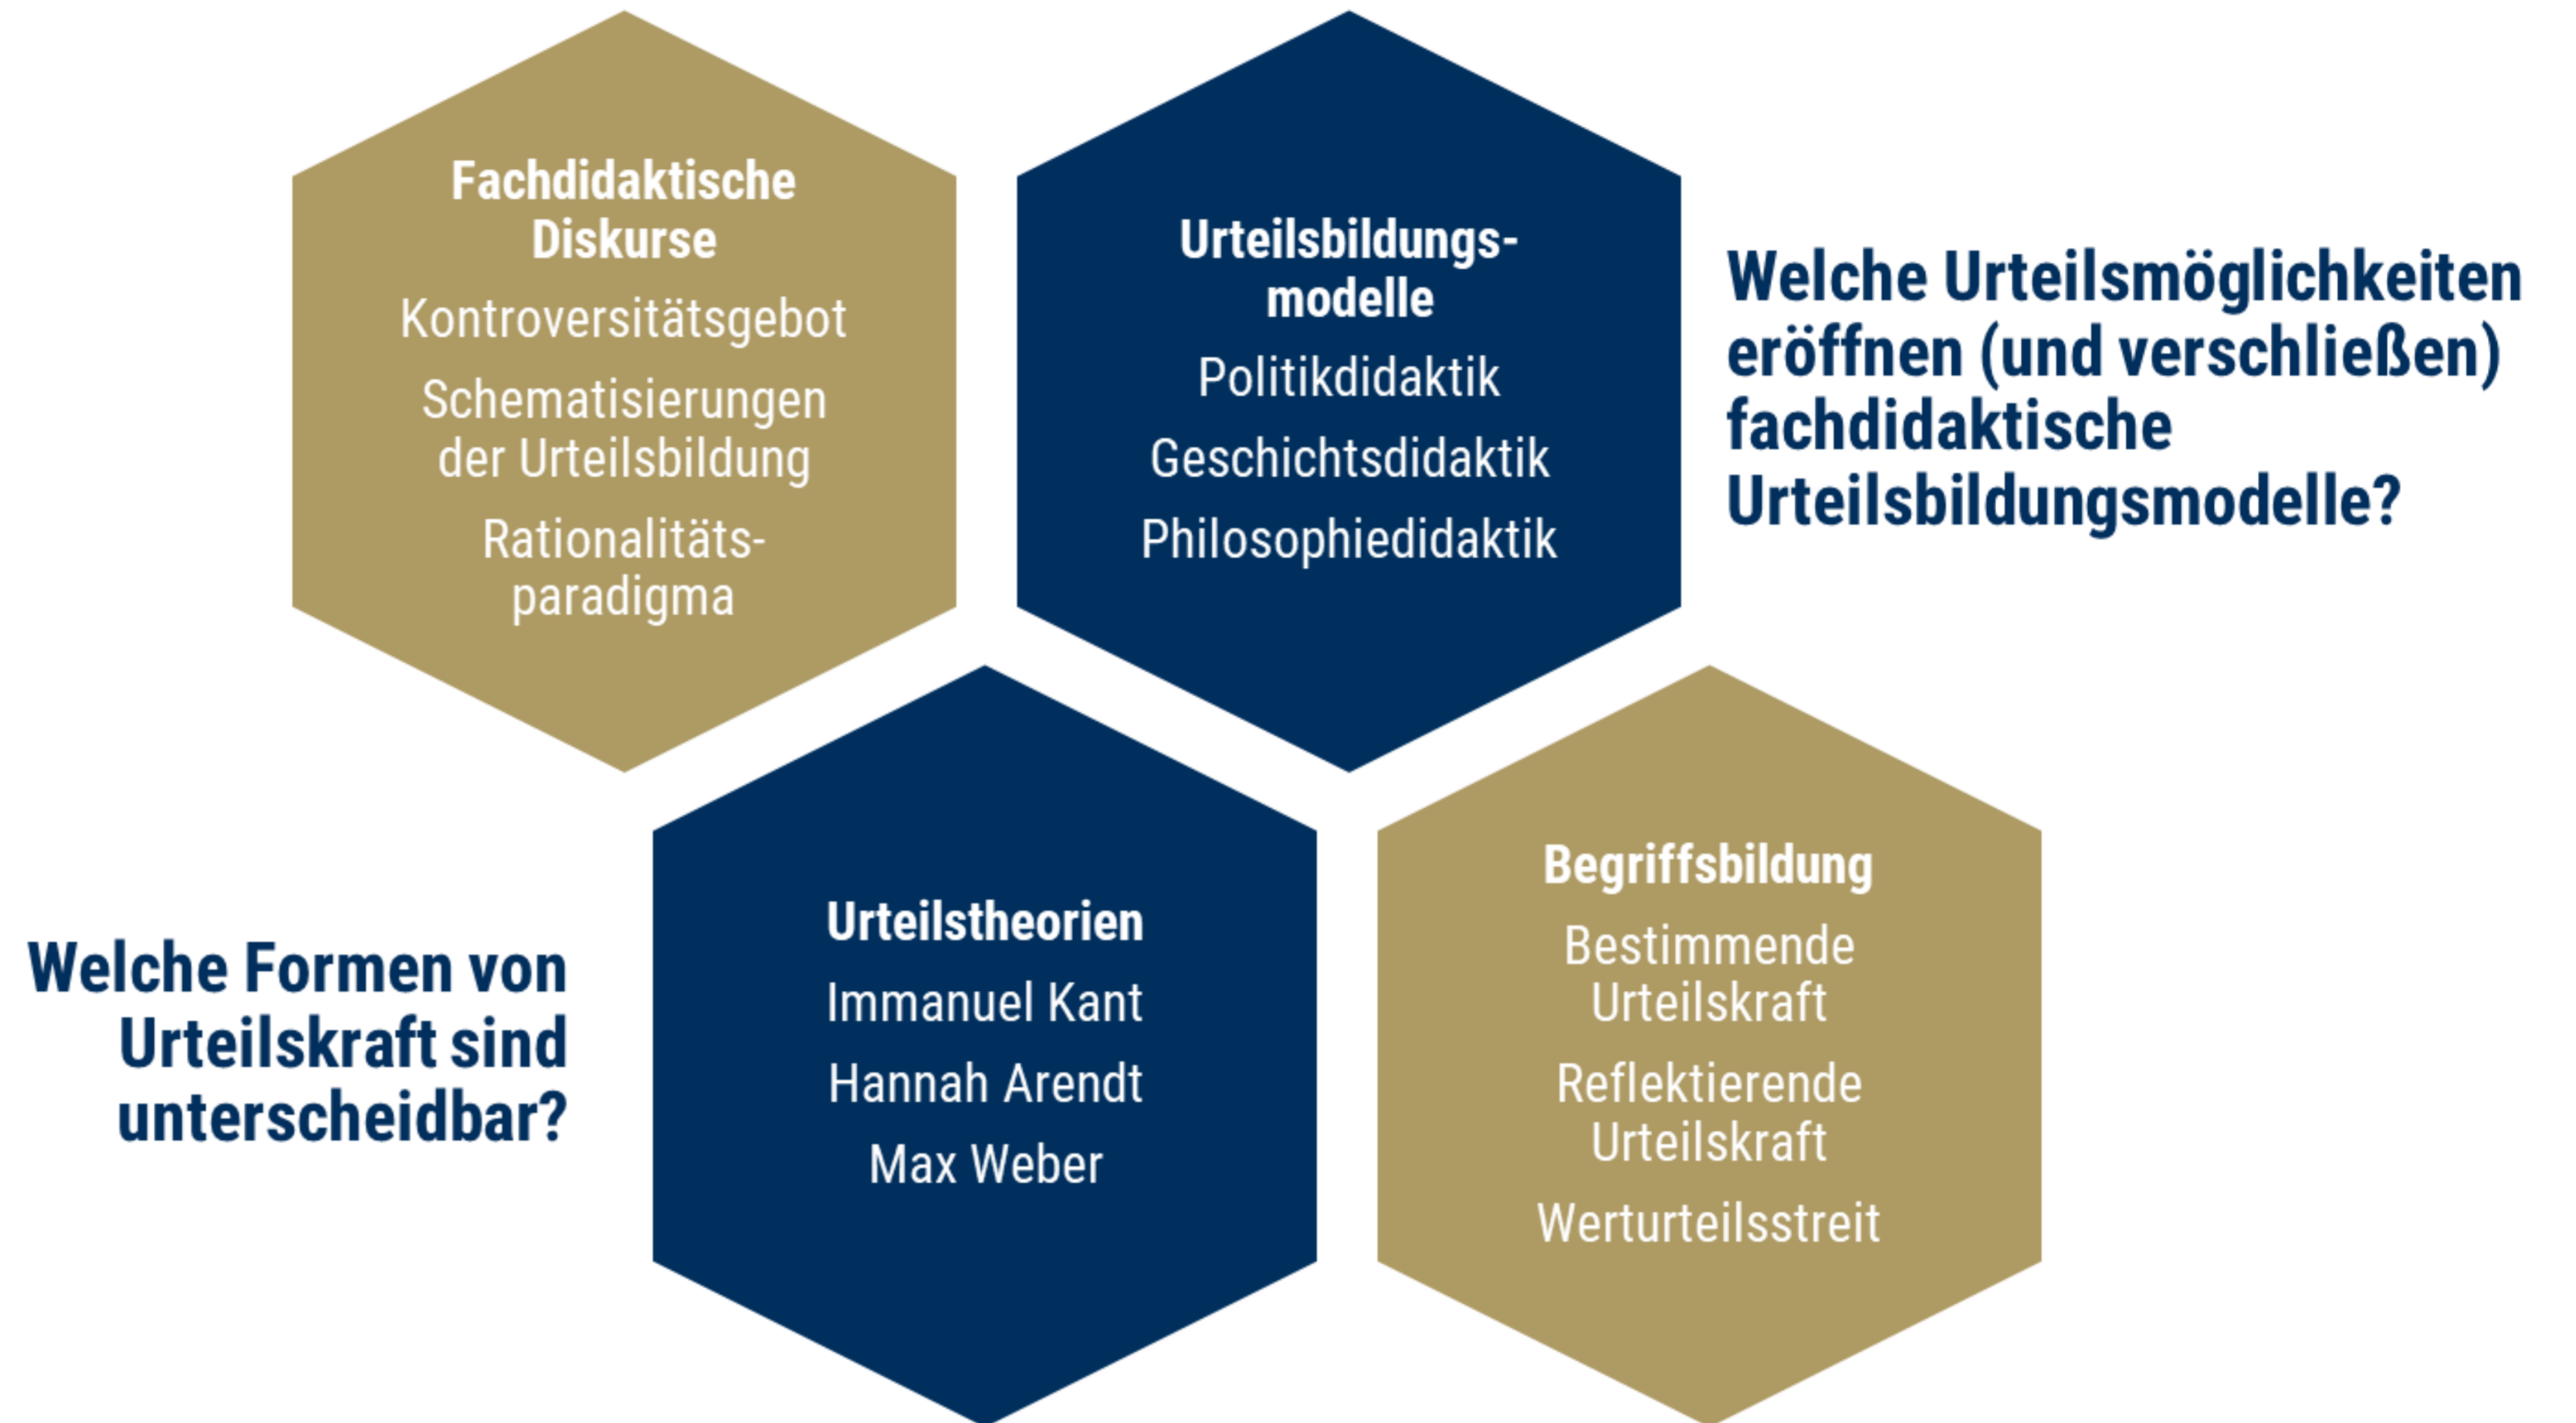 Fachdidaktische
Diskurse
Kontroversitätsgebot
Schematisierungen
der Urteilsbildung
Rationalitäts-
paradigma
Urteilsbildungs-
modelle
Politikdidaktik
Geschichtsdidaktik
Philosophiedidaktik
Welche Urteilsmöglichkeiten
eröffnen (und verschließen)
fachdidaktische
Urteilsbildungsmodelle?
Welche Formen von
Urteilskraft sind
unterscheidbar?
Urteilstheorien
Immanuel Kant
Hannah Arendt
Max Weber
Begriffsbildung
Bestimmende
Urteilskraft
Reflektierende
Urteilskraft
Werturteilsstreit